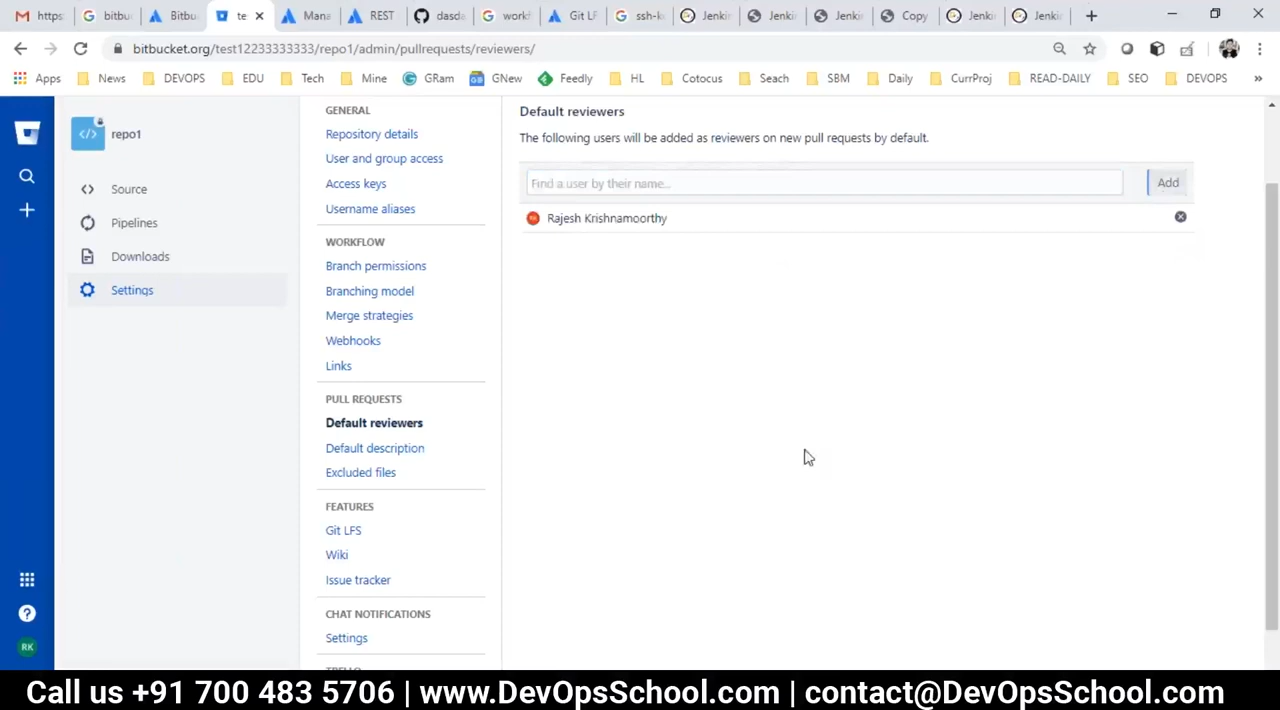 https:
bitbu
Bitbu
te
Mana
REST
dasda
workf
Git LF
ssh-k
Jenkin
Jenki
Jenki
Copy
Jenki
Jenki
bitbucket.org/test12233333333/repo1/admin/pullrequests/reviewers/
Apps
News
DEVOPS
EDU
Tech
Mine
GRam
GNew
Feedly
HL
Cotocus
Seach
SBM
Daily
CurrProj
READ-DAILY
SEO
DEVOPS
»
repo1
Source
Pipelines
Downloads
Settings
RK
GENERAL
Repository details
User and group access
Access keys
Username aliases
WORKFLOW
Branch permissions
Branching model
Merge strategies
Webhooks
Links
PULL REQUESTS
Default reviewers
Default description
Excluded files
FEATURES
Git LFS
Wiki
Issue tracker
CHAT NOTIFICATIONS
Settings
TRELLO
Default reviewers
The following users will be added as reviewers on new pull requests by default.
Find a user by their name...
Add
Rajesh Krishnamoorthy
Call us +91 700 483 5706 | www.DevOpsSchool.com | contact@DevOpsSchool.com